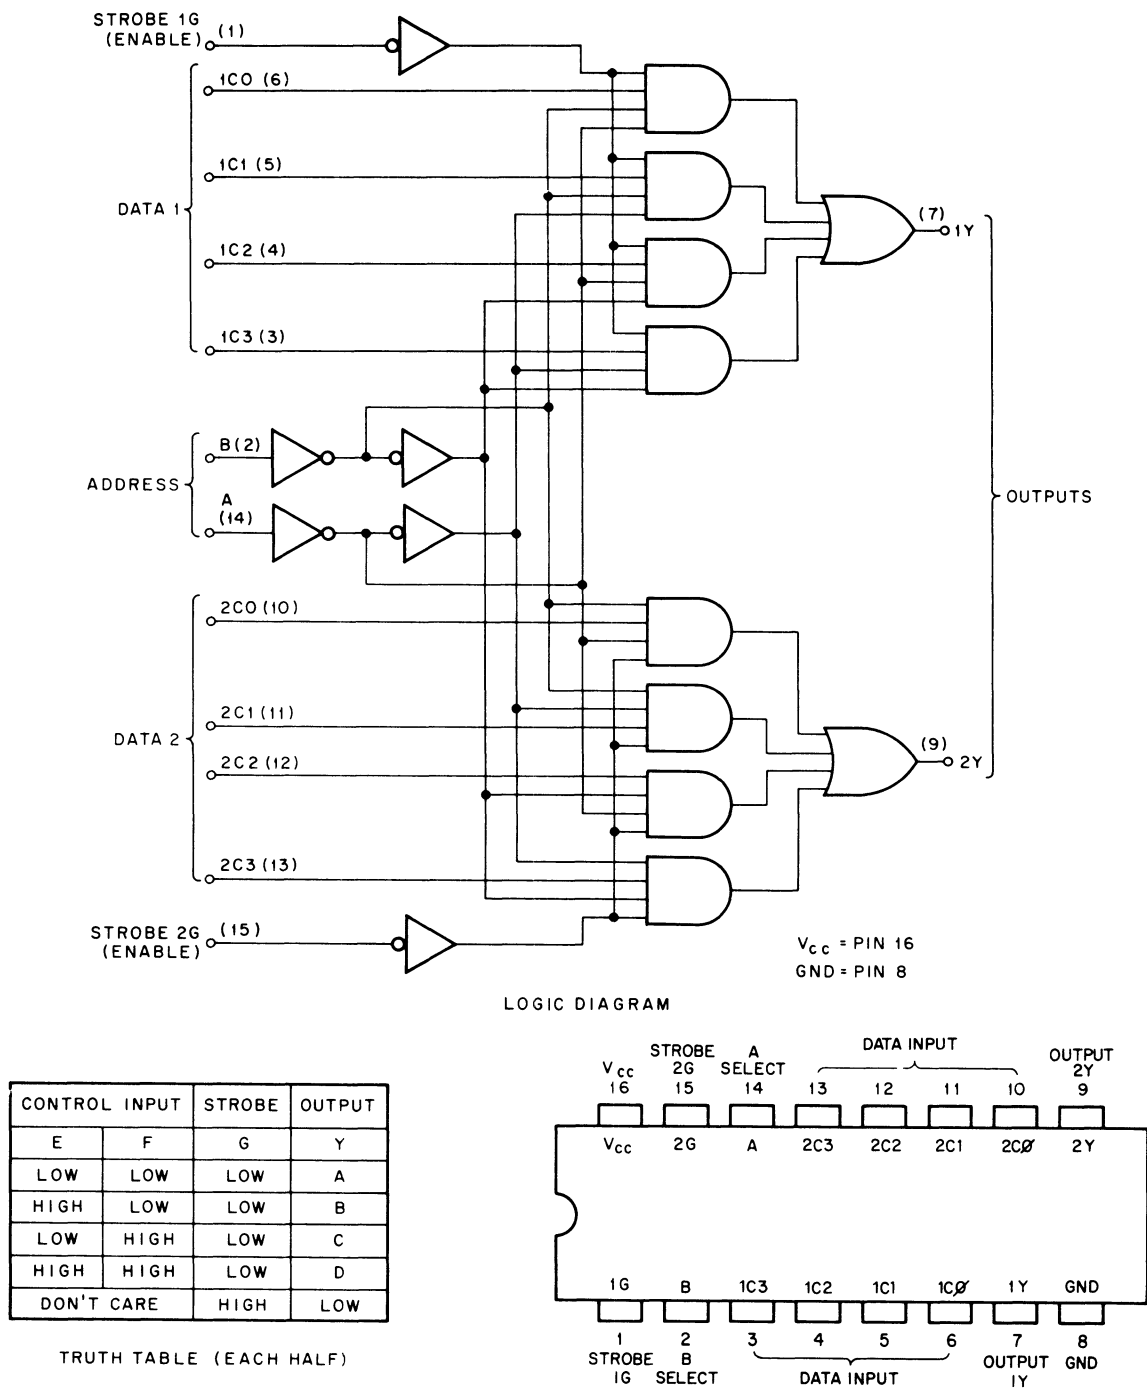 STROBE 1G
(ENABLE)
(1)
1C0 (6)
1C1 (5)
DATA 1
1C2 (4)
1C3 (3)
(7)
1Y
B(2)
ADDRESS
A
(14)
OUTPUTS
2C0 (10)
2C1 (11)
DATA 2
2C2 (12)
2C3 (13)
(9)
2Y
STROBE 2G
(ENABLE)
(15)
VCC = PIN 16
GND = PIN 8
LOGIC DIAGRAM
CONTROL INPUT STROBE OUTPUT
E F G Y
LOW LOW LOW A
HIGH LOW LOW B
LOW HIGH LOW C
HIGH HIGH LOW D
DON'T CARE HIGH LOW
TRUTH TABLE (EACH HALF)
VCC STROBE 2G A SELECT DATA INPUT OUTPUT 2Y
16 15 14 13 12 11 10 9
VCC 2G A 2C3 2C2 2C1 2CØ 2Y
1G B 1C3 1C2 1C1 1CØ 1Y GND
1 2 3 4 5 6 7 8
STROBE 1G B SELECT DATA INPUT OUTPUT 1Y GND